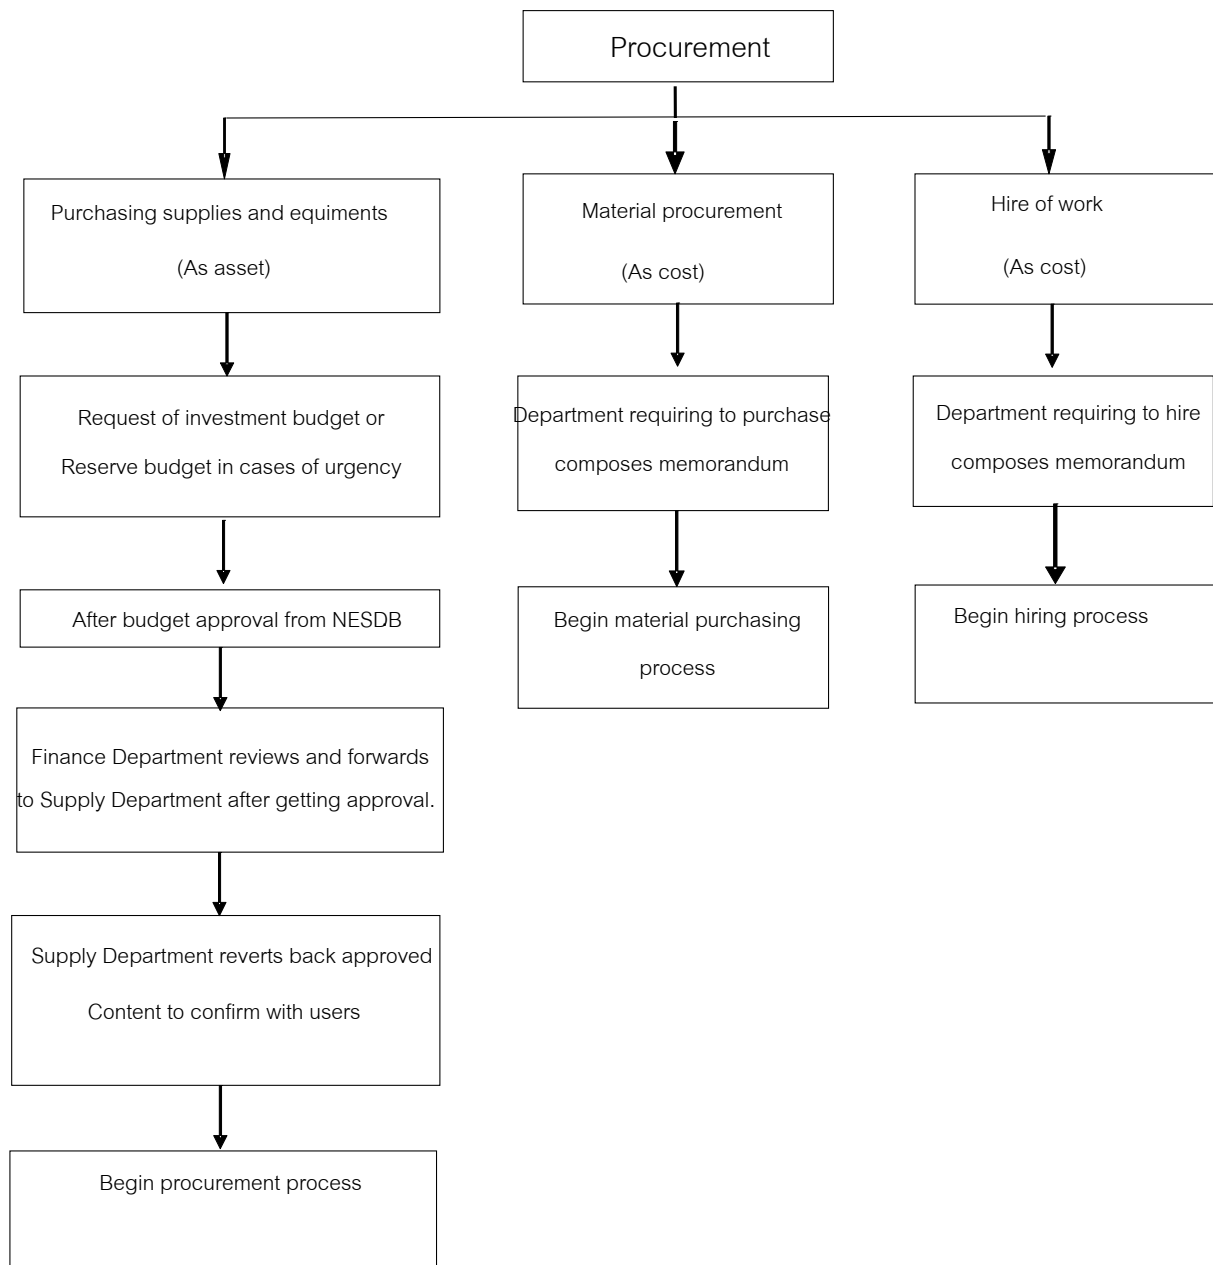 Procurement
Purchasing supplies and equiments
(As asset)
Material procurement
(As cost)
Hire of work
(As cost)
Request of investment budget or
Reserve budget in cases of urgency
Department requiring to purchase
composes memorandum
Department requiring to hire
composes memorandum
After budget approval from NESDB
Begin material purchasing
process
Begin hiring process
Finance Department reviews and forwards
to Supply Department after getting approval.
Supply Department reverts back approved
Content to confirm with users
Begin procurement process